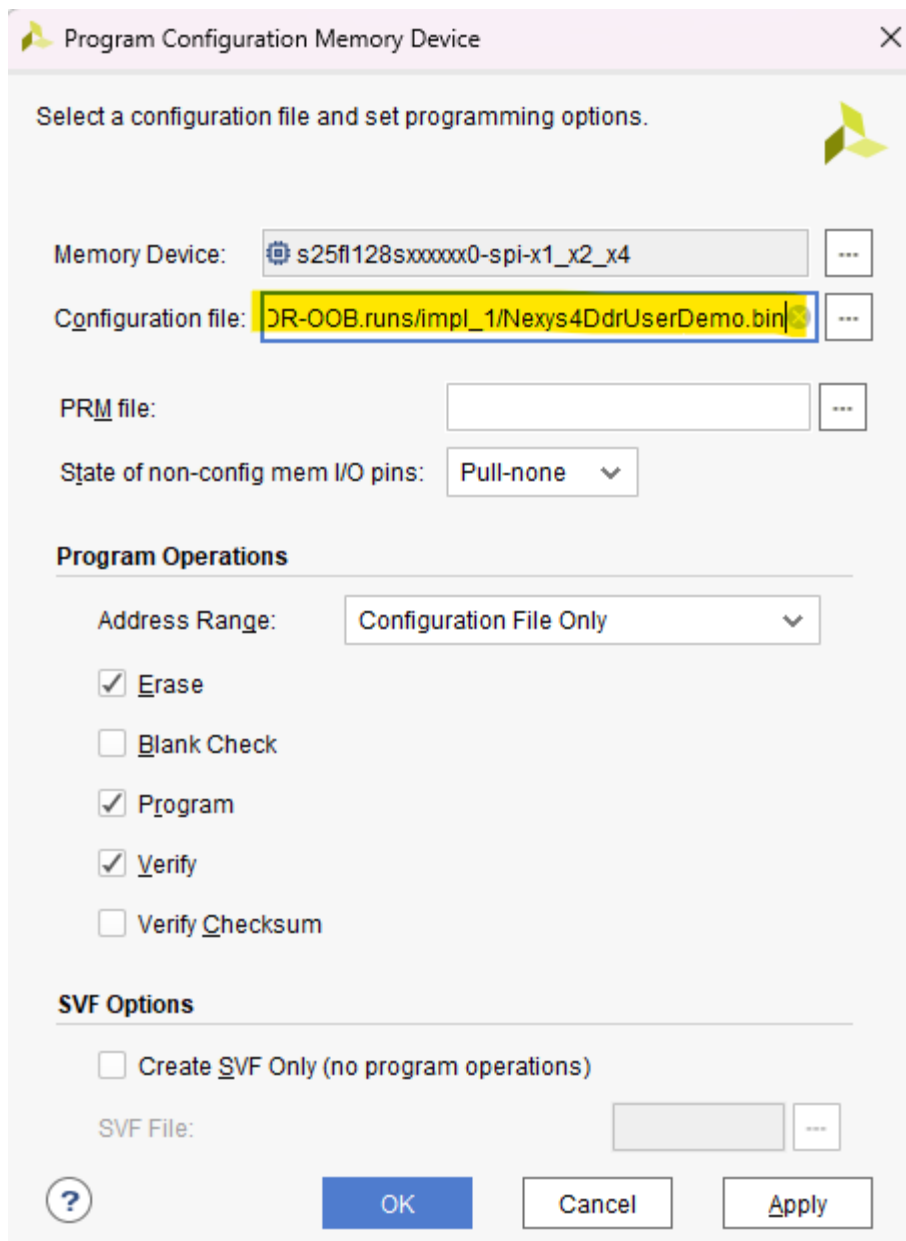 Program Configuration Memory Device
Select a configuration file and set programming options.
Memory Device: s25fl128sxxxxxx0-spi-x1_x2_x4 ...
Configuration file: DR-OOB.runs/impl_1/Nexys4DdrUserDemo.bin ...
PRM file: ...
State of non-config mem I/O pins: Pull-none
Program Operations
Address Range: Configuration File Only
Erase
Blank Check
Program
Verify
Verify Checksum
SVF Options
Create SVF Only (no program operations)
SVF File: ...
? OK Cancel Apply